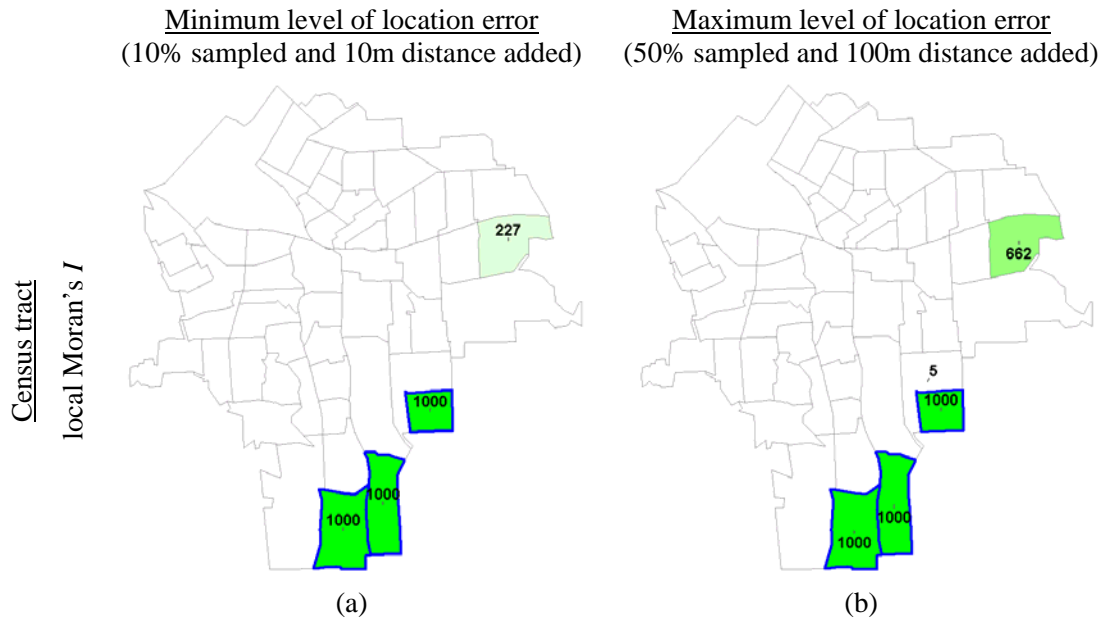 Minimum level of location error
(10% sampled and 10m distance added)
Maximum level of location error
(50% sampled and 100m distance added)
Census tract
local Moran's I
227
1000
1000
1000
(a)
662
5
1000
1000
1000
(b)